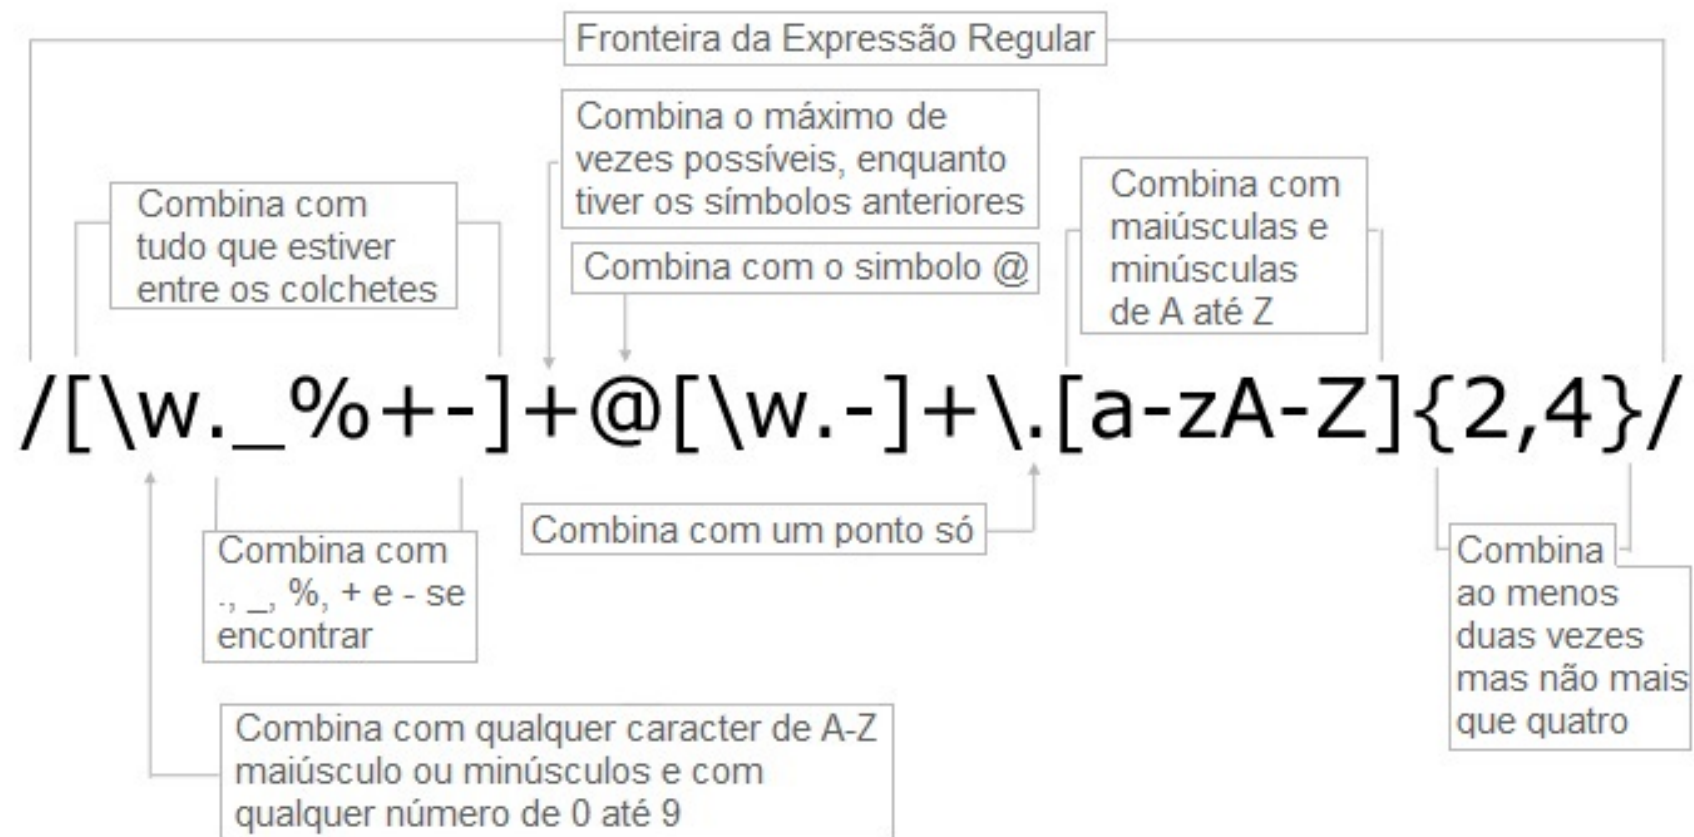 Fronteira da Expressão Regular
Combina o máximo de
vezes possíveis, enquanto
tiver os símbolos anteriores
Combina com
tudo que estiver
entre os colchetes
Combina com o simbolo @
Combina com
maiúsculas e
minúsculas
de A até Z
/[\w._%+-]+@[\w.-]+\.[a-zA-Z]{2,4}/
Combina com
., _, %, + e - se
encontrar
Combina com um ponto só
Combina
ao menos
duas vezes
mas não mais
que quatro
Combina com qualquer caracter de A-Z
maiúsculo ou minúsculos e com
qualquer número de 0 até 9